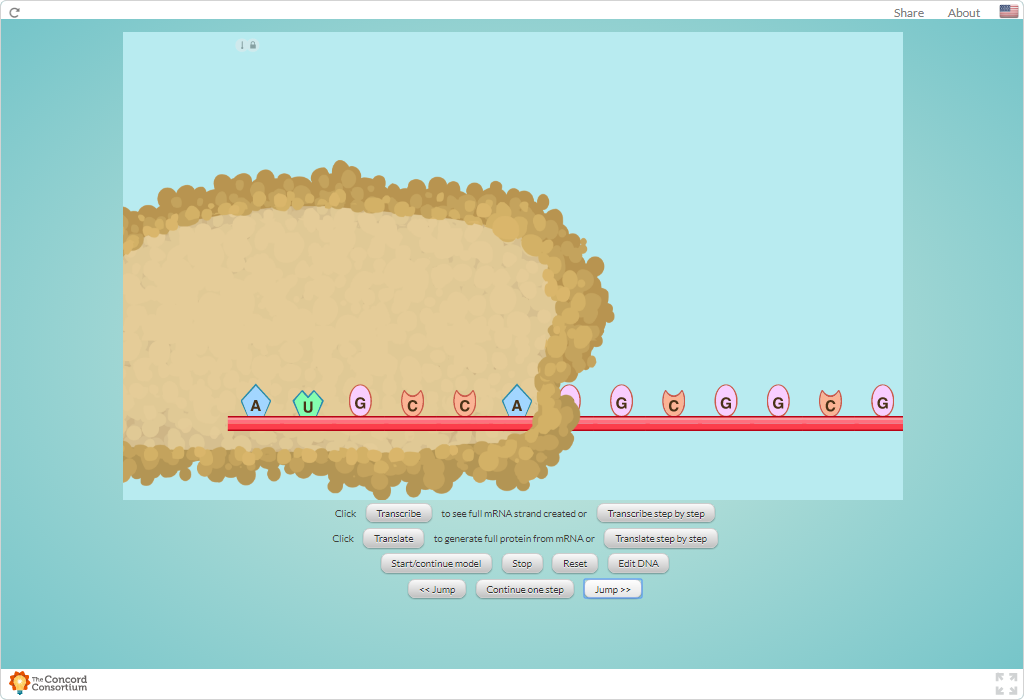 Share About
A U G C C A G C G G C G
Click Transcribe to see full mRNA strand created or Transcribe step by step
Click Translate to generate full protein from mRNA or Translate step by step
Start/continue model Stop Reset Edit DNA
<< Jump Continue one step Jump >>
The Concord
Consortium